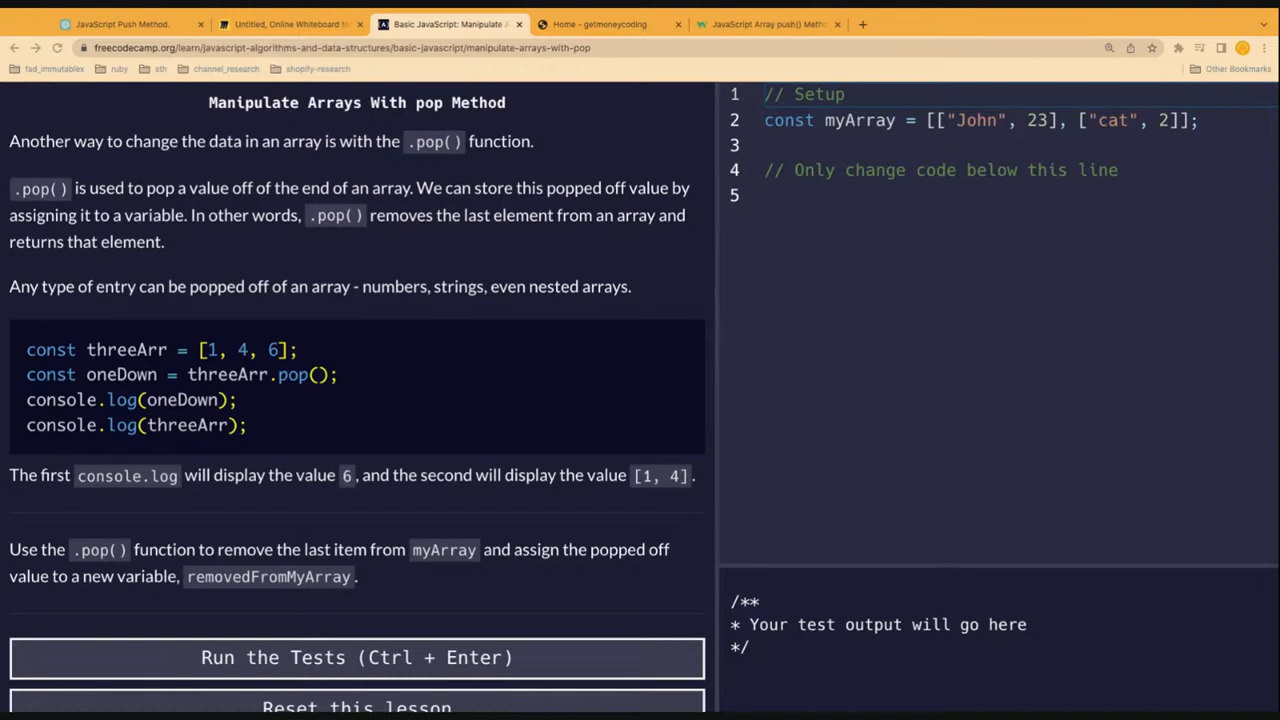 JavaScript Push Method.
Untitled, Online Whiteboard
Basic JavaScript: Manipulate
Home - getmoneycoding
JavaScript Array push()
freecodecamp.org/learn/javascript-algorithms-and-data-structures/basic-javascript/manipulate-arrays-with-pop
fad_immutablex
ruby
sth
channel_research
shopify-research
Other Bookmarks
Manipulate Arrays With pop Method
Another way to change the data in an array is with the .pop() function.
.pop() is used to pop a value off of the end of an array. We can store this popped off value by
assigning it to a variable. In other words, .pop() removes the last element from an array and
returns that element.
Any type of entry can be popped off of an array - numbers, strings, even nested arrays.
const threeArr = [1, 4, 6];
const oneDown = threeArr.pop();
console.log(oneDown);
console.log(threeArr);
The first console.log will display the value 6, and the second will display the value [1, 4].
Use the .pop() function to remove the last item from myArray and assign the popped off
value to a new variable, removedFromMyArray.
Run the Tests (Ctrl + Enter)
Reset this lesson
1 // Setup
2 const myArray = [["John", 23], ["cat", 2]];
3
4 // Only change code below this line
5
/**
* Your test output will go here
*/